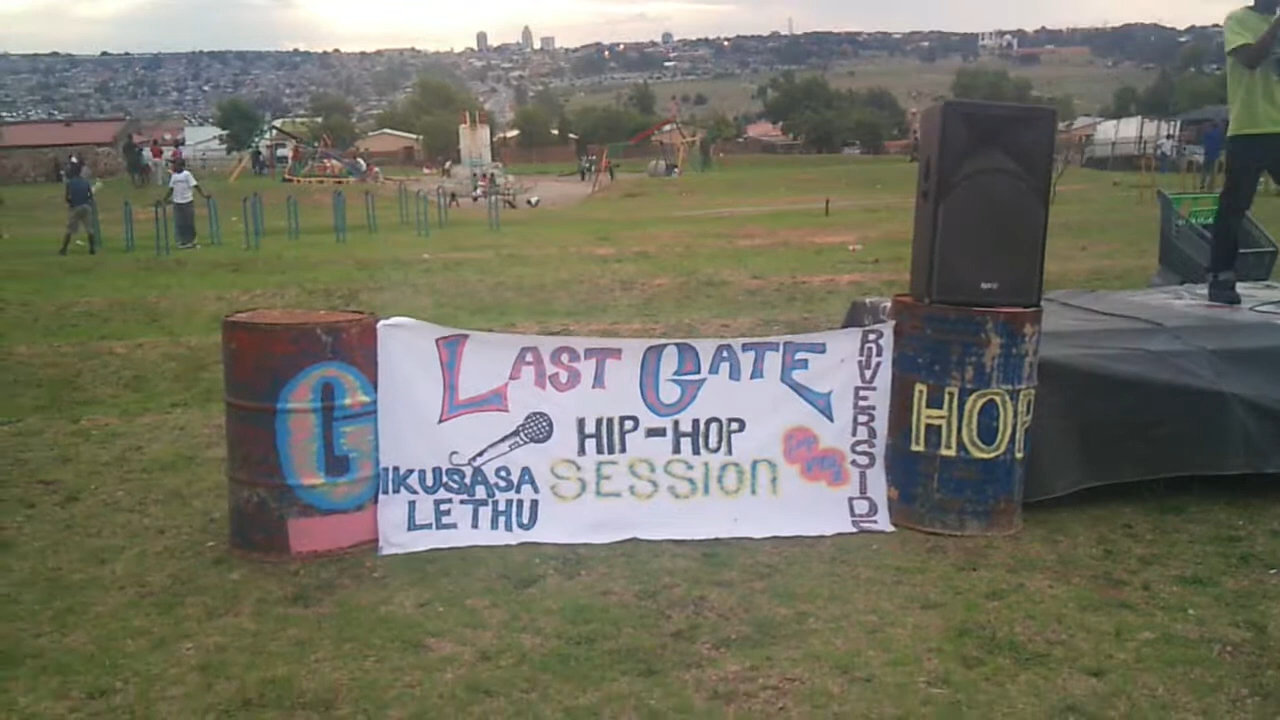 G
LAST GATE
HIP-HOP
SESSION
IKUSASA
LETHU
RIVERSIDE
HOP